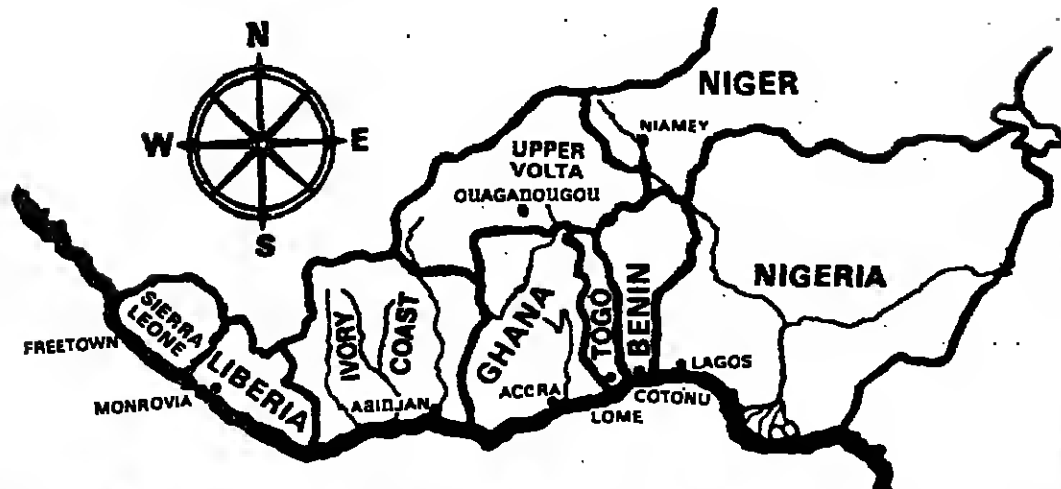 N
W
E
S
NIGER
NIAMEY
UPPER
VOLTA
OUAGADOUGOU
NIGERIA
SIERRA
LEONE
FREETOWN
LIBERIA
MONROVIA
IVORY
COAST
ABIDJAN
GHANA
ACCRA
TOGO
LOME
BENIN
COTONU
LAGOS